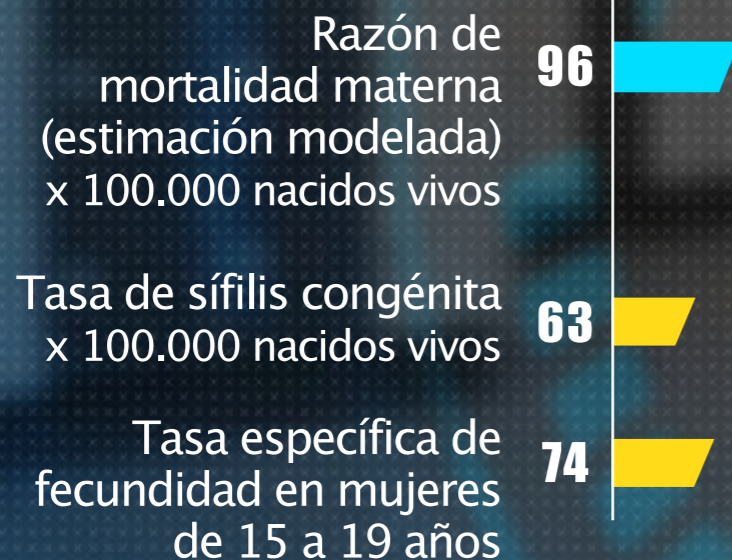 Razón de
mortalidad materna
(estimación modelada)
x 100.000 nacidos vivos
96
Tasa de sífilis congénita
x 100.000 nacidos vivos
63
Tasa específica de
fecundidad en mujeres
de 15 a 19 años
74